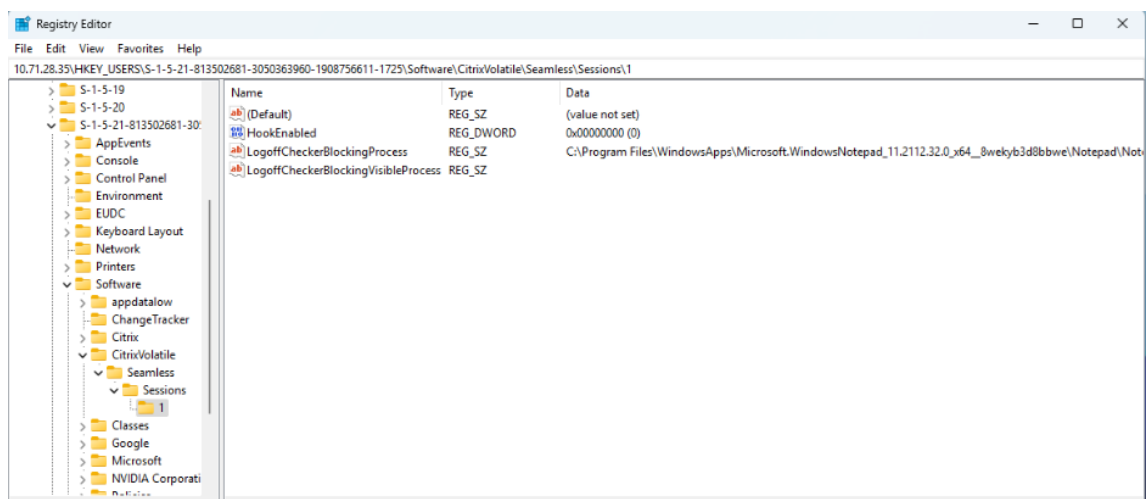 Registry Editor
File Edit View Favorites Help
10.71.28.35\HKEY_USERS\S-1-5-21-813502681-3050363960-1908756611-1725\Software\CitrixVolatile\Seamless\Sessions\1
S-1-5-19
S-1-5-20
S-1-5-21-813502681-30
AppEvents
Console
Control Panel
Environment
EUDC
Keyboard Layout
Network
Printers
Software
appdatalow
ChangeTracker
Citrix
CitrixVolatile
Seamless
Sessions
1
Classes
Google
Microsoft
NVIDIA Corporati
Name Type Data
(Default) REG_SZ (value not set)
HookEnabled REG_DWORD 0x00000000 (0)
LogoffCheckerBlockingProcess REG_SZ C:\Program Files\WindowsApps\Microsoft.WindowsNotepad_11.2112.32.0_x64__8wekyb3d8bbwe\Notepad\Note
LogoffCheckerBlockingVisibleProcess REG_SZ